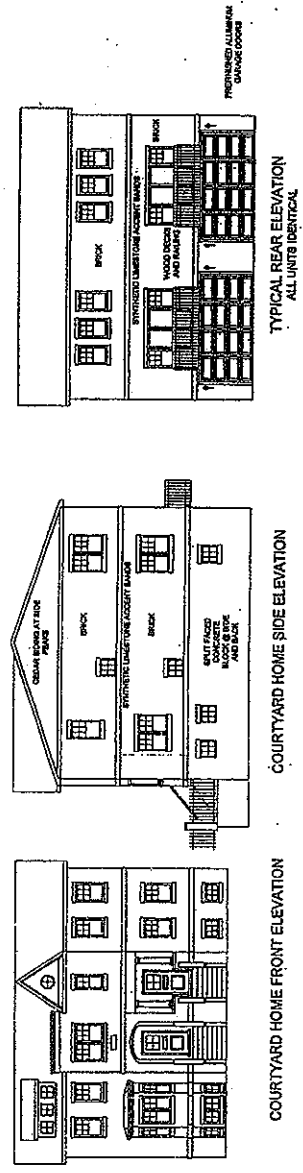 COURTYARD HOME FRONT ELEVATION
CEDAR SIDING AT SIDE
PEAKS
BRICK
SYNTHETIC LIMESTONE ACCENT BANDS
BRICK
SPLIT FACED
CONCRETE
BLOCK @ SIDE
AND BACK
COURTYARD HOME SIDE ELEVATION
BRICK
SYNTHETIC LIMESTONE ACCENT BANDS
BRICK
WOOD DECKS
AND RAILING
PREFINISHED ALUMINUM
GARAGE DOORS
TYPICAL REAR ELEVATION
ALL UNITS IDENTICAL